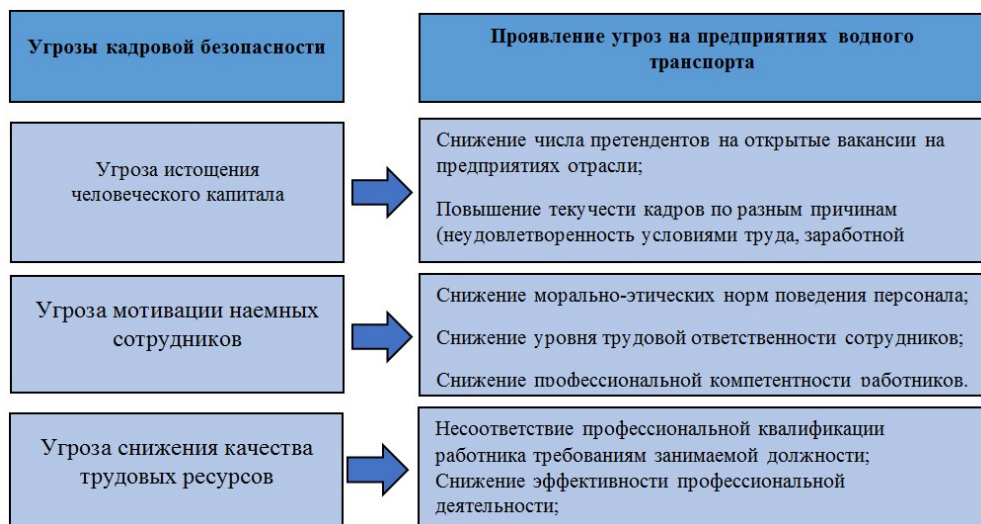 Угрозы кадровой безопасности
Проявление угроз на предприятиях водного
транспорта
Угроза истощения
человеческого капитала
Снижение числа претендентов на открытые вакансии на
предприятиях отрасли;
Повышение текучести кадров по разным причинам
(неудовлетворенность условиями труда, заработной
Угроза мотивации наемных
сотрудников
Снижение морально-этических норм поведения персонала;
Снижение уровня трудовой ответственности сотрудников;
Снижение профессиональной компетентности работников.
Угроза снижения качества
трудовых ресурсов
Несоответствие профессиональной квалификации
работника требованиям занимаемой должности;
Снижение эффективности профессиональной
деятельности;